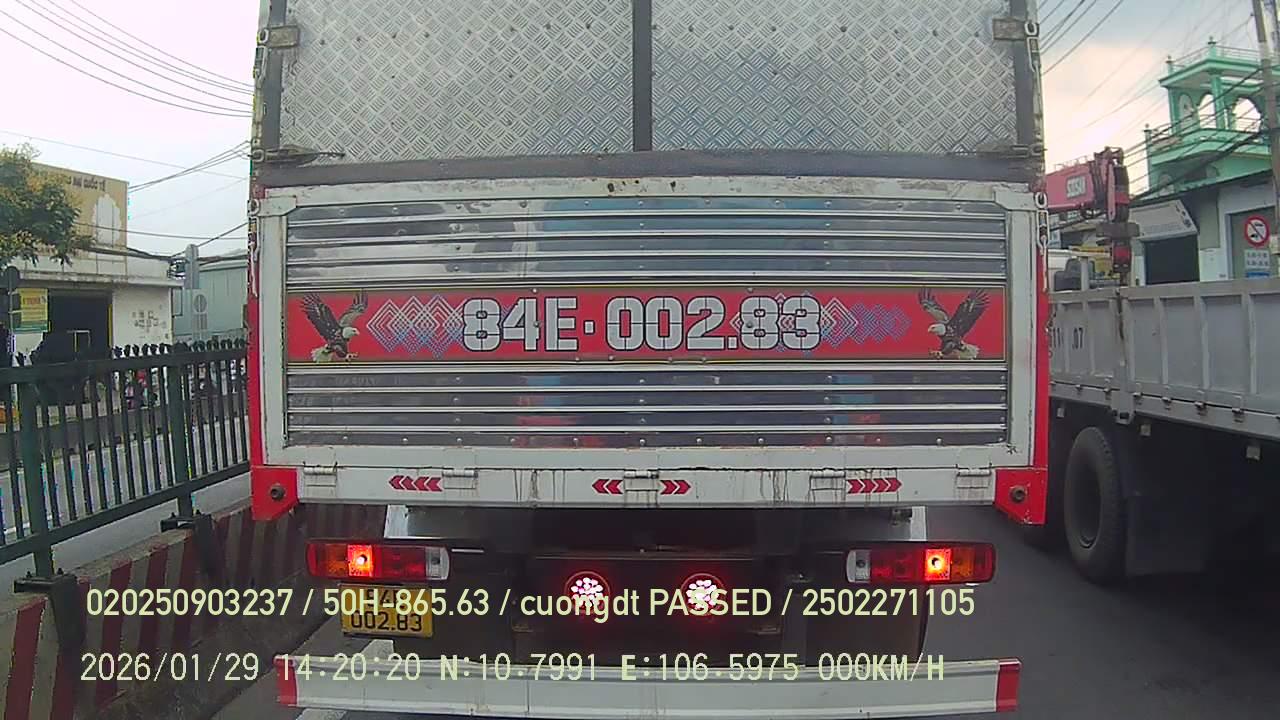 84E·002.83
84E
002.83
020250903237 / 50H-865.63 / cuongdt PASSED / 2502271105
2026/01/29 14:20:20 N:10.7991 E:106.5975 000KM/H